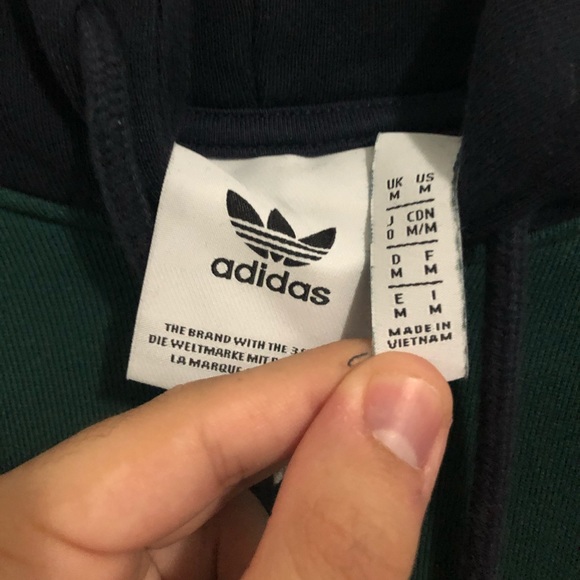 adidas
THE BRAND WITH THE 3
DIE WELTMARKE MIT
LA MARQUE
UK US
M M
J CDN
O M/M
D F
M M
E I
M M
MADE IN
VIETNAM